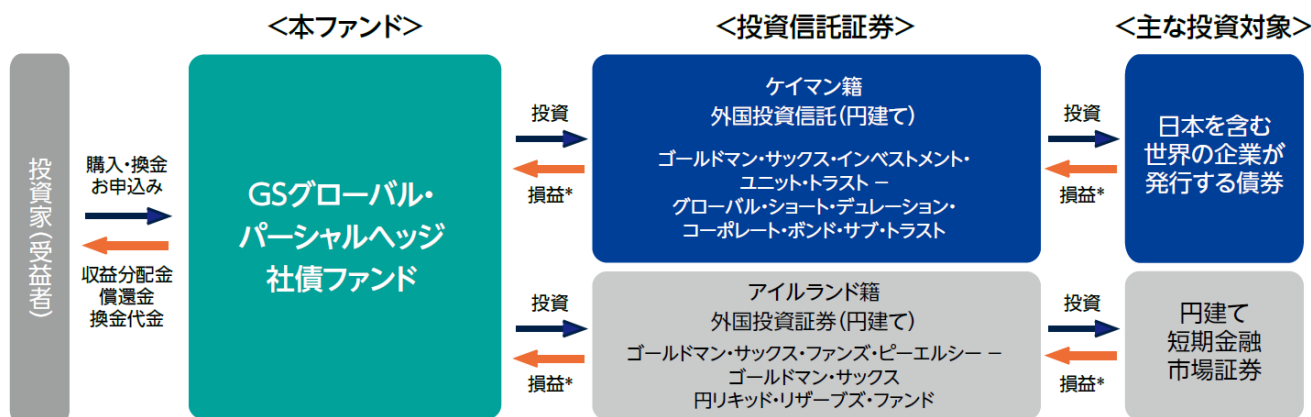 <本ファンド>
<投資信託証券>
<主な投資対象>
投資家(受益者)
購入・換金
お申込み
収益分配金
償還金
換金代金
GSグローバル・
パーシャルヘッジ
社債ファンド
投資
損益*
ケイマン籍
外国投資信託(円建て)
ゴールドマン・サックス・インベストメント・
ユニット・トラスト −
グローバル・ショート・デュレーション・
コーポレート・ボンド・サブ・トラスト
投資
損益*
日本を含む
世界の企業が
発行する債券
投資
損益*
アイルランド籍
外国投資証券(円建て)
ゴールドマン・サックス・ファンズ・ピーエルシー −
ゴールドマン・サックス
円リキッド・リザーブズ・ファンド
投資
損益*
円建て
短期金融
市場証券